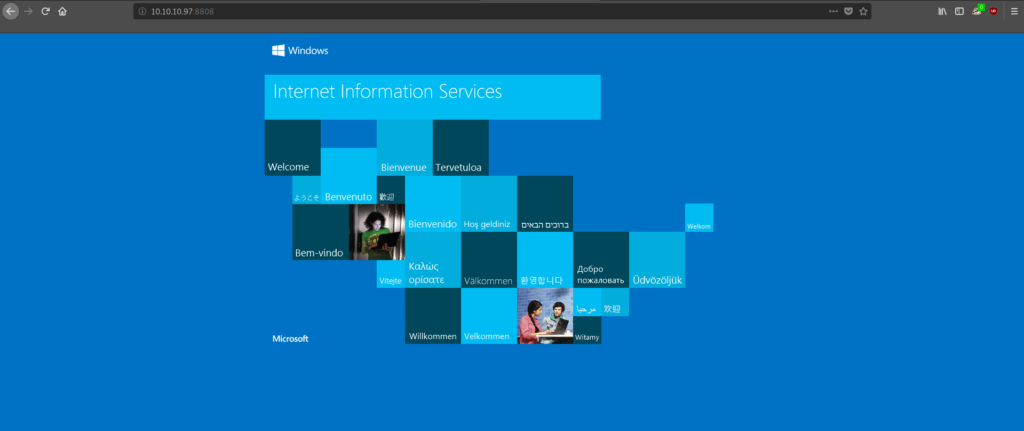 10.10.10.97:8808
0
Windows
Internet Information Services
Welcome
Bienvenue
Tervetuloa
ようこそ
Benvenuto
歡迎
Bienvenido
Hoş geldiniz
ברוכים הבאים
Welkom
Bem-vindo
Vítejte
Καλώς
ορίσατε
Välkommen
환영합니다
Добро
пожаловать
Üdvözöljük
مرحبا
欢迎
Willkommen
Velkommen
Witamy
Microsoft